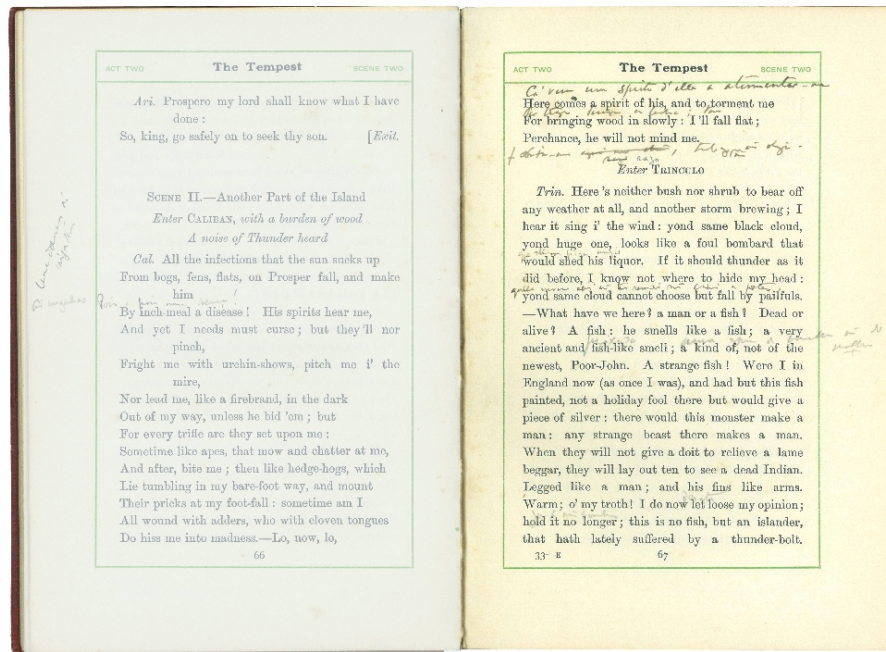 ACT TWO The Tempest SCENE TWO
Ari. Prospero my lord shall know what I have
done :
So, king, go safely on to seek thy son. [Exit.
SCENE II.—Another Part of the Island
Enter CALIBAN, with a burden of wood
A noise of Thunder heard
Cal. All the infections that the sun sucks up
From bogs, fens, flats, on Prosper fall, and make
him
By inch-meal a disease ! His spirits hear me,
And yet I needs must curse ; but they'll nor
pinch,
Fright me with urchin-shows, pitch me i' the
mire,
Nor lead me, like a firebrand, in the dark
Out of my way, unless he bid 'em ; but
For every trifle are they set upon me :
Sometime like apes, that mow and chatter at me,
And after, bite me ; then like hedge-hogs, which
Lie tumbling in my bare-foot way, and mount
Their pricks at my foot-fall : sometime am I
All wound with adders, who with cloven tongues
Do hiss me into madness.—Lo, now, lo,
66
ACT TWO The Tempest SCENE TWO
Here comes a spirit of his, and to torment me
For bringing wood in slowly : I'll fall flat ;
Perchance, he will not mind me.
Enter TRINCULO
Trin. Here's neither bush nor shrub to bear off
any weather at all, and another storm brewing ; I
hear it sing i' the wind : yond same black cloud,
yond huge one, looks like a foul bombard that
would shed his liquor. If it should thunder as it
did before, I know not where to hide my head :
yond same cloud cannot choose but fall by pailfuls.
—What have we here ? a man or a fish ? Dead or
alive ? A fish : he smells like a fish ; a very
ancient and fish-like smell ; a kind of, not of the
newest, Poor-John. A strange fish ! Were I in
England now (as once I was), and had but this fish
painted, not a holiday fool there but would give a
piece of silver : there would this monster make a
man : any strange beast there makes a man.
When they will not give a doit to relieve a lame
beggar, they will lay out ten to see a dead Indian.
Legged like a man ; and his fins like arms.
Warm ; o' my troth ! I do now let loose my opinion ;
hold it no longer ; this is no fish, but an islander,
that hath lately suffered by a thunder-bolt.
33- E 67